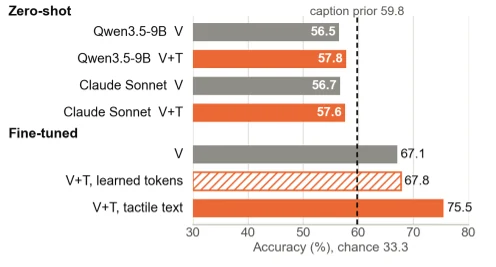 caption prior 59.8
Zero-shot
Qwen3.5-9B V 56.5
Qwen3.5-9B V+T 57.8
Claude Sonnet V 56.7
Claude Sonnet V+T 57.6
Fine-tuned
V 67.1
V+T, learned tokens 67.8
V+T, tactile text 75.5
30 40 50 60 70 80
Accuracy (%), chance 33.3